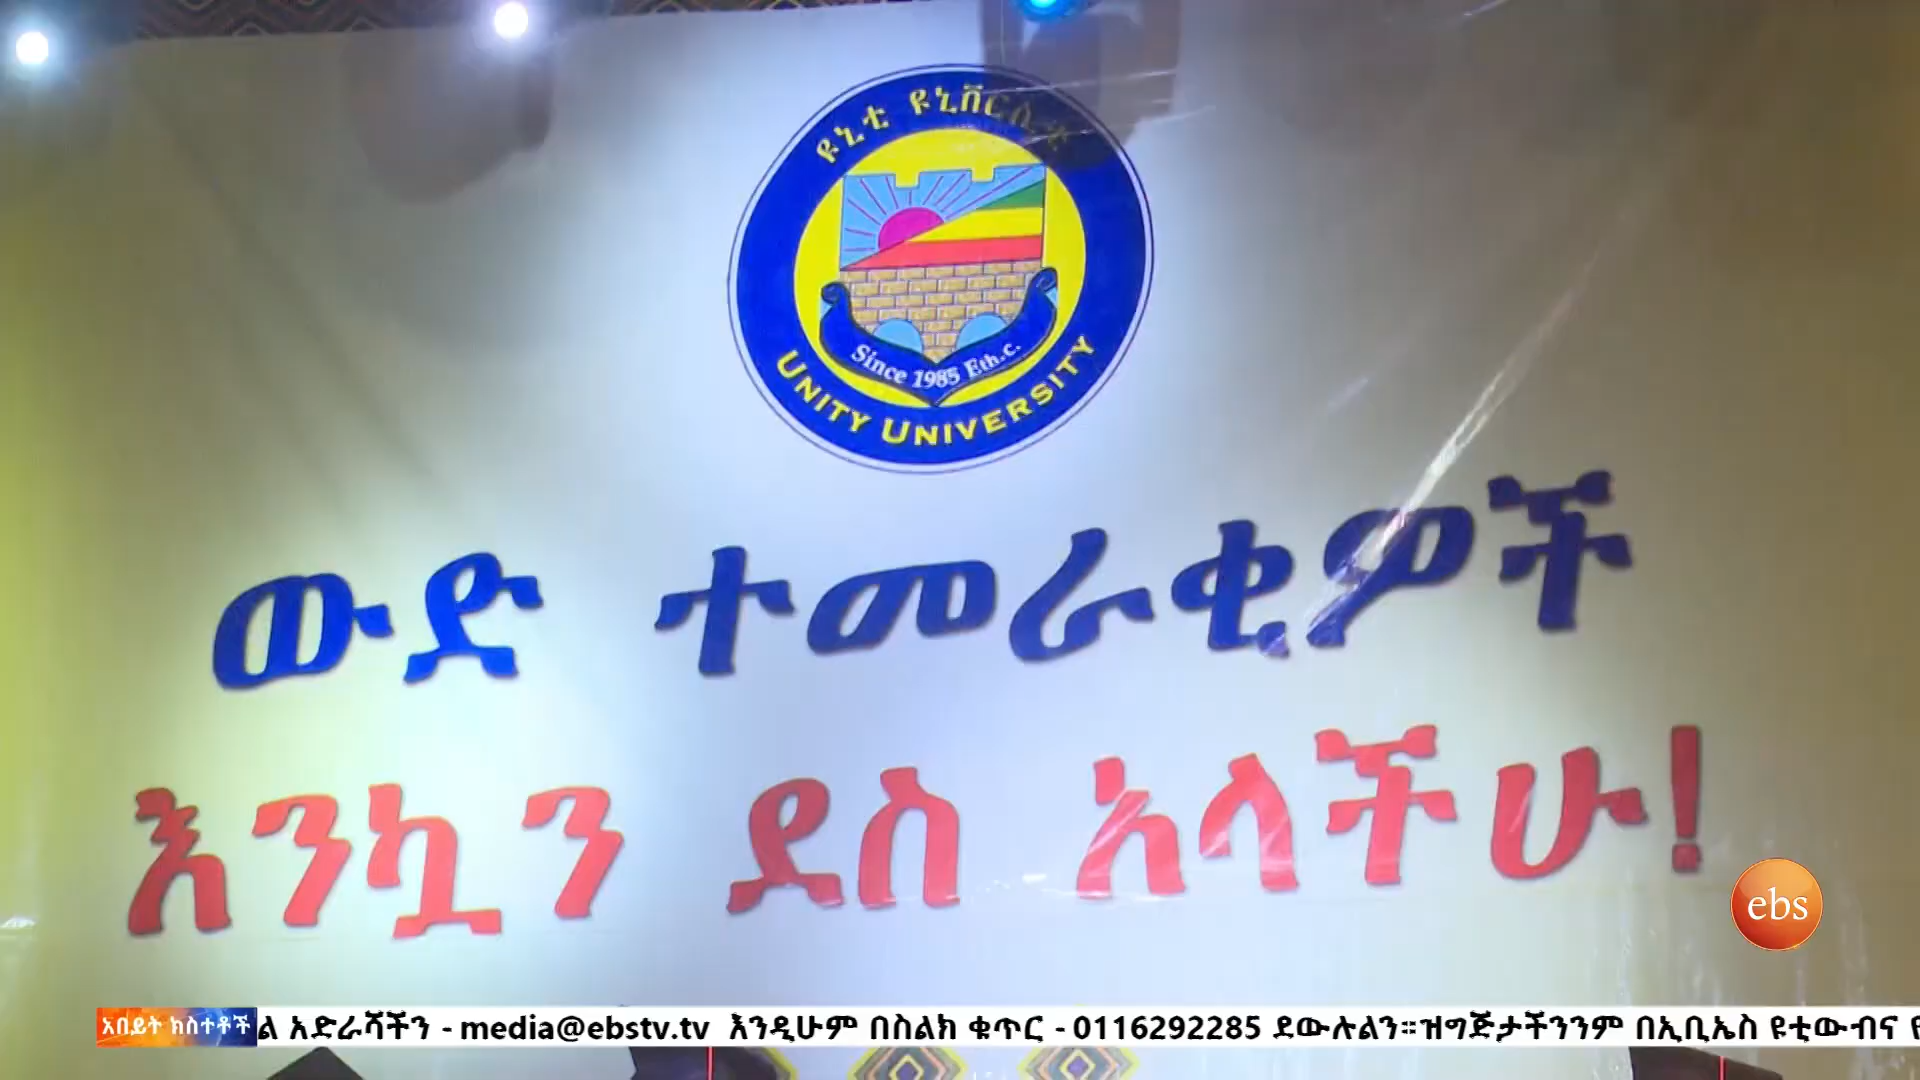 ዩኒቲ ዩኒቨርሲቲ
Since 1985 Eth.c.
UNITY UNIVERSITY
ውድ ተመራቂዎች
እንኳን ደስ አላችሁ!
ebs
አበይት ክስተቶች ል አድራሻችን - media@ebstv.tv እንዲሁም በስልክ ቁጥር - 0116292285 ደውሉልን።ዝግጅታችንንም በኢቢኤስ ዩቲውብና